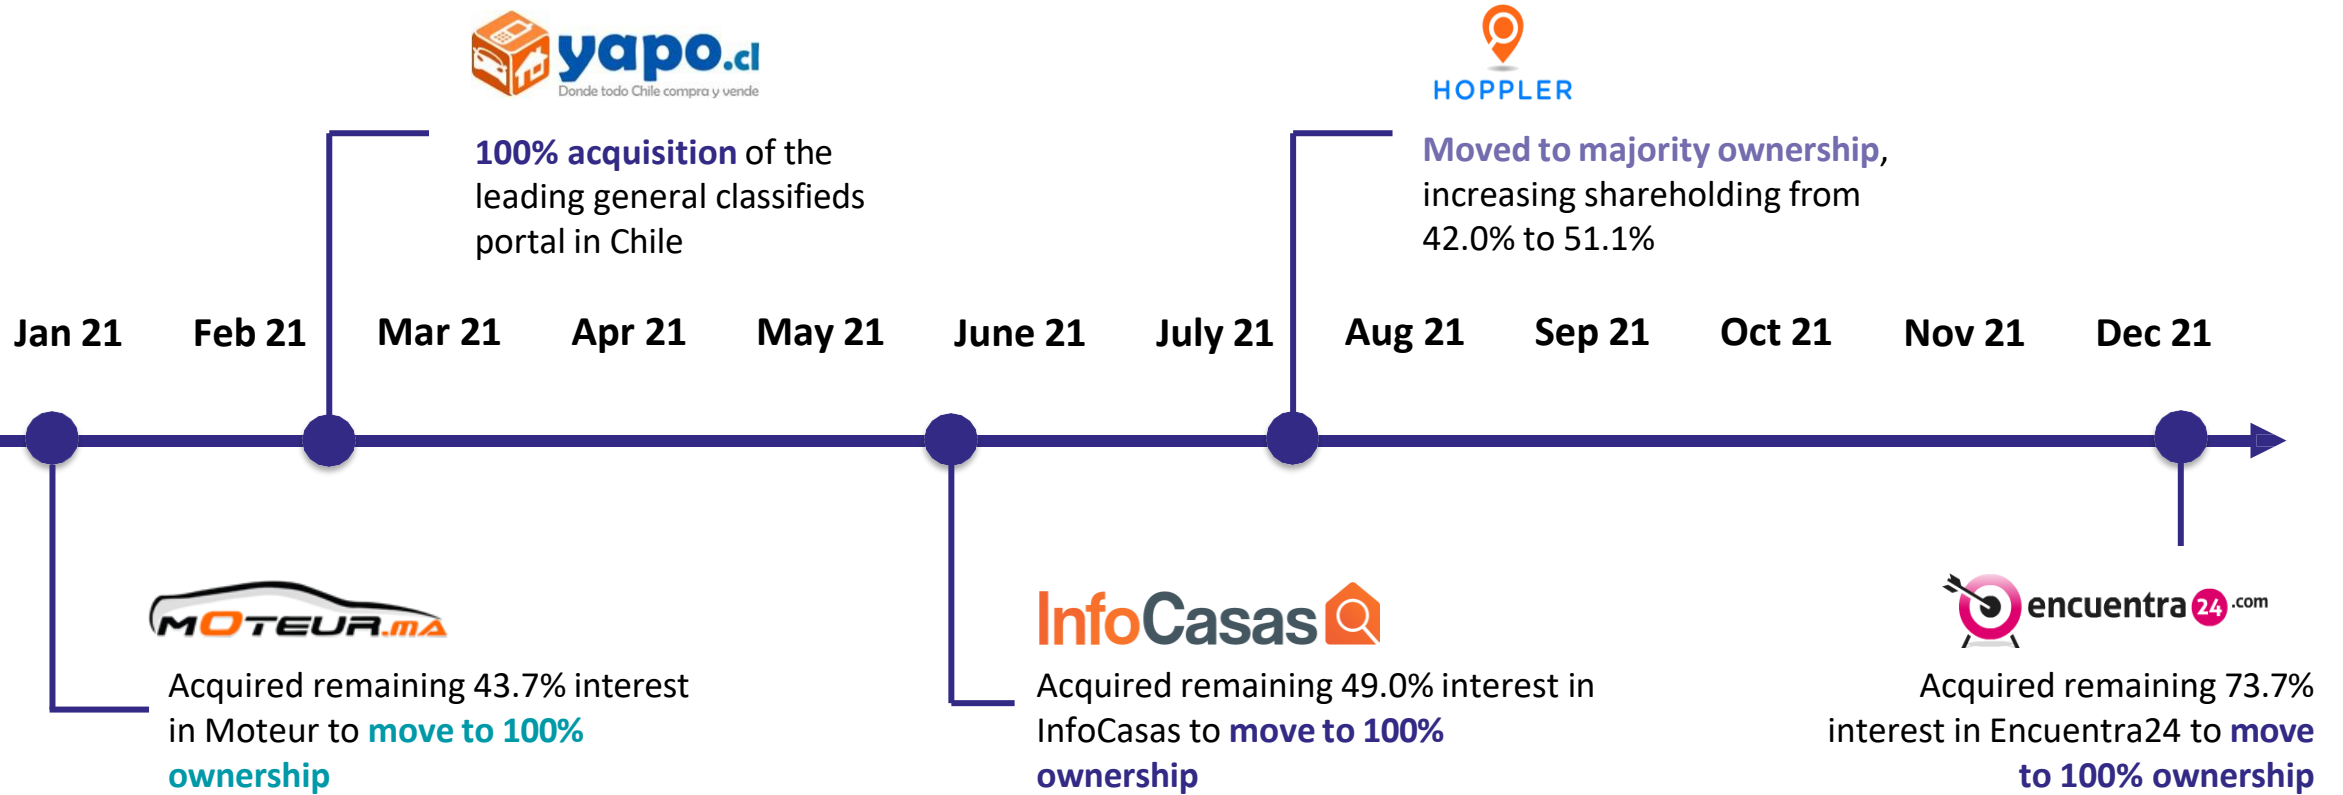 yapo.cl
Donde todo Chile compra y vende
100% acquisition of the
leading general classifieds
portal in Chile
HOPPLER
Moved to majority ownership,
increasing shareholding from
42.0% to 51.1%
Jan 21 Feb 21 Mar 21 Apr 21 May 21 June 21 July 21 Aug 21 Sep 21 Oct 21 Nov 21 Dec 21
MOTEUR.ma
Acquired remaining 43.7% interest
in Moteur to move to 100%
ownership
InfoCasas
Acquired remaining 49.0% interest in
InfoCasas to move to 100%
ownership
encuentra 24 .com
Acquired remaining 73.7%
interest in Encuentra24 to move
to 100% ownership